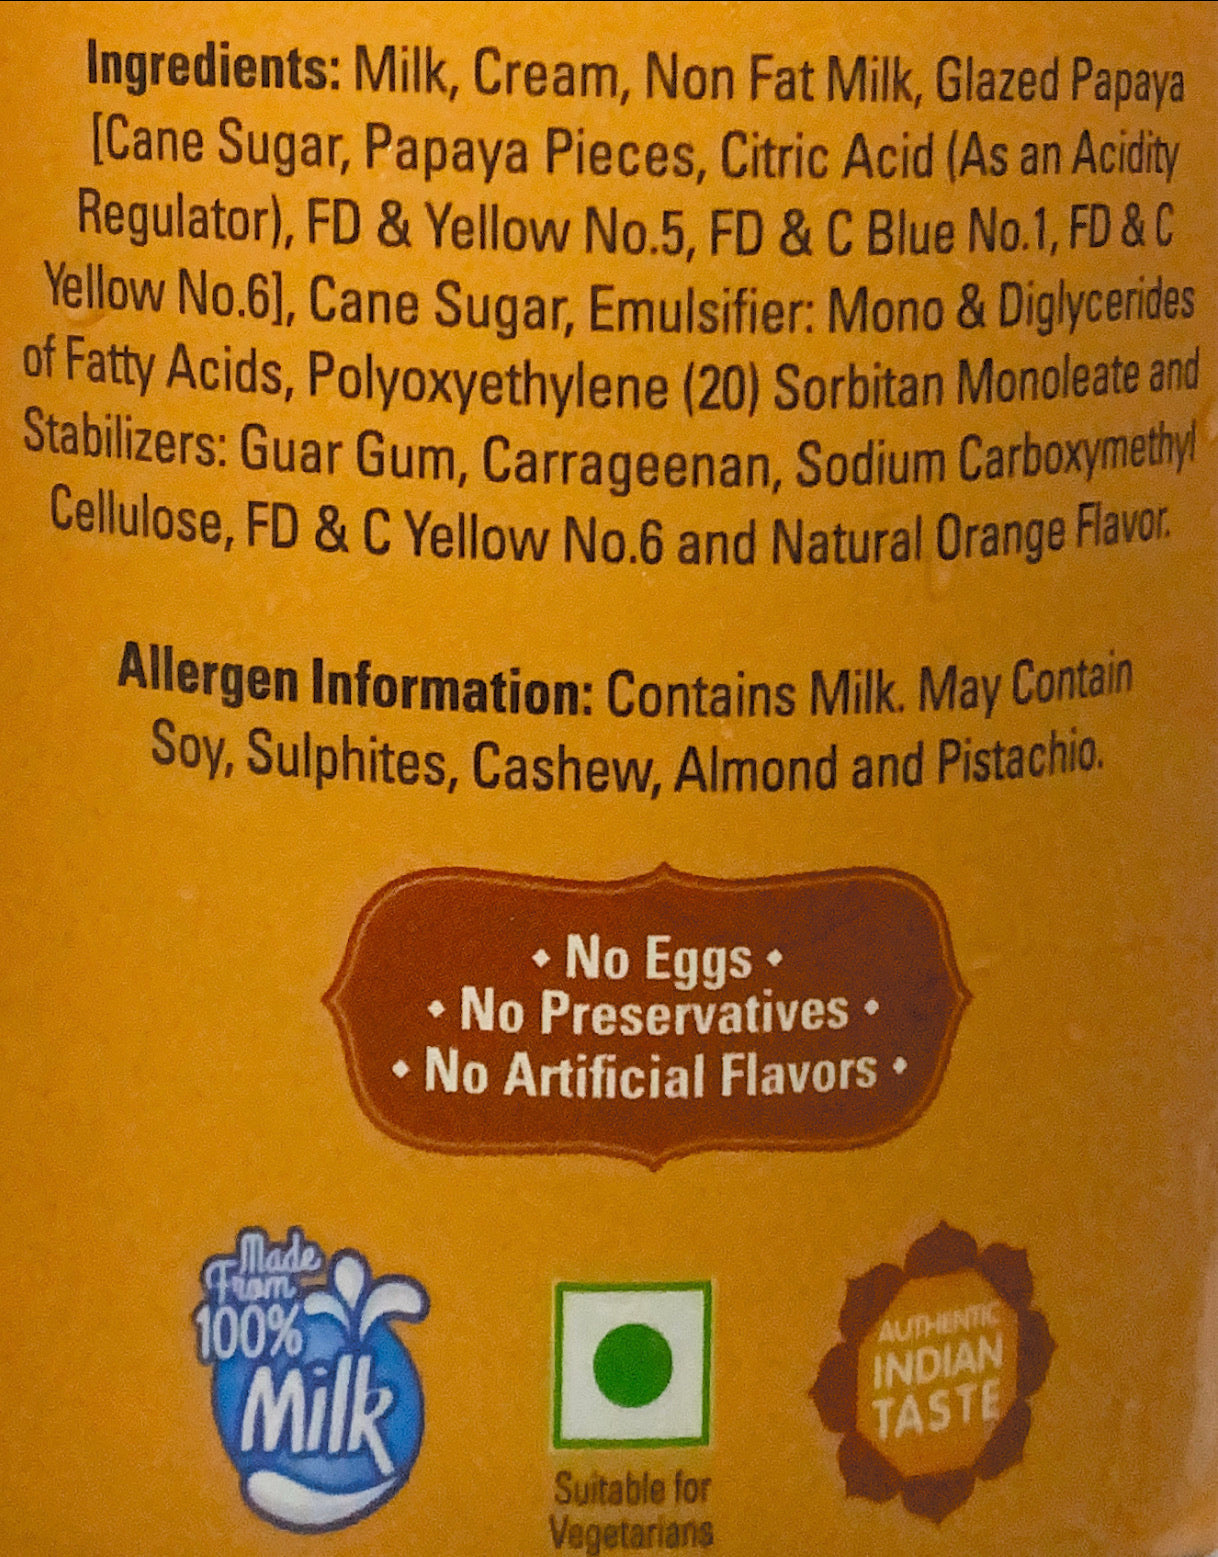 Ingredients: Milk, Cream, Non Fat Milk, Glazed Papaya
[Cane Sugar, Papaya Pieces, Citric Acid (As an Acidity
Regulator), FD & Yellow No.5, FD & C Blue No.1, FD & C
Yellow No.6], Cane Sugar, Emulsifier: Mono & Diglycerides
of Fatty Acids, Polyoxyethylene (20) Sorbitan Monoleate and
Stabilizers: Guar Gum, Carrageenan, Sodium Carboxymethyl
Cellulose, FD & C Yellow No.6 and Natural Orange Flavor.
Allergen Information: Contains Milk. May Contain
Soy, Sulphites, Cashew, Almond and Pistachio.
• No Eggs •
• No Preservatives •
• No Artificial Flavors •
Made
From
100%
Milk
Suitable for
Vegetarians
AUTHENTIC
INDIAN
TASTE